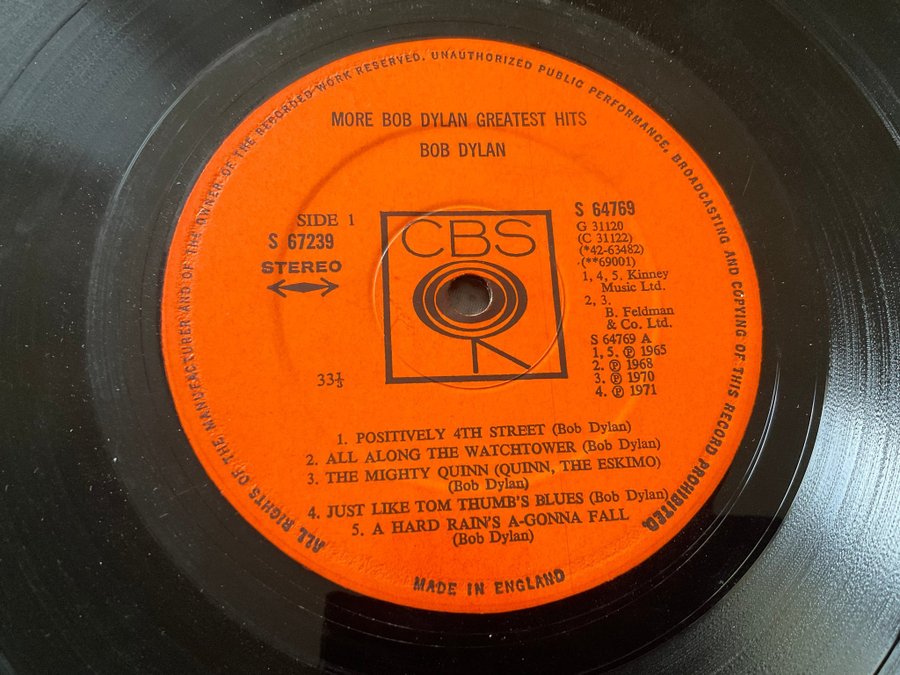 ALL RIGHTS OF THE MANUFACTURER AND OF THE OWNER OF THE RECORDED WORK RESERVED. UNAUTHORIZED PUBLIC PERFORMANCE, BROADCASTING AND COPYING OF THIS RECORD PROHIBITED.
MORE BOB DYLAN GREATEST HITS
BOB DYLAN
SIDE 1
S 67239
STEREO
33⅓
CBS
S 64769
G 31120
(C 31122)
(*42-63482)
(**69001)
1, 4, 5. Kinney
Music Ltd.
2, 3.
B. Feldman
& Co. Ltd.
S 64769 A
1, 5. ℗ 1965
2. ℗ 1968
3. ℗ 1970
4. ℗ 1971
1. POSITIVELY 4TH STREET (Bob Dylan)
2. ALL ALONG THE WATCHTOWER (Bob Dylan)
3. THE MIGHTY QUINN (QUINN, THE ESKIMO)
(Bob Dylan)
4. JUST LIKE TOM THUMB'S BLUES (Bob Dylan)
5. A HARD RAIN'S A-GONNA FALL
(Bob Dylan)
MADE IN ENGLAND